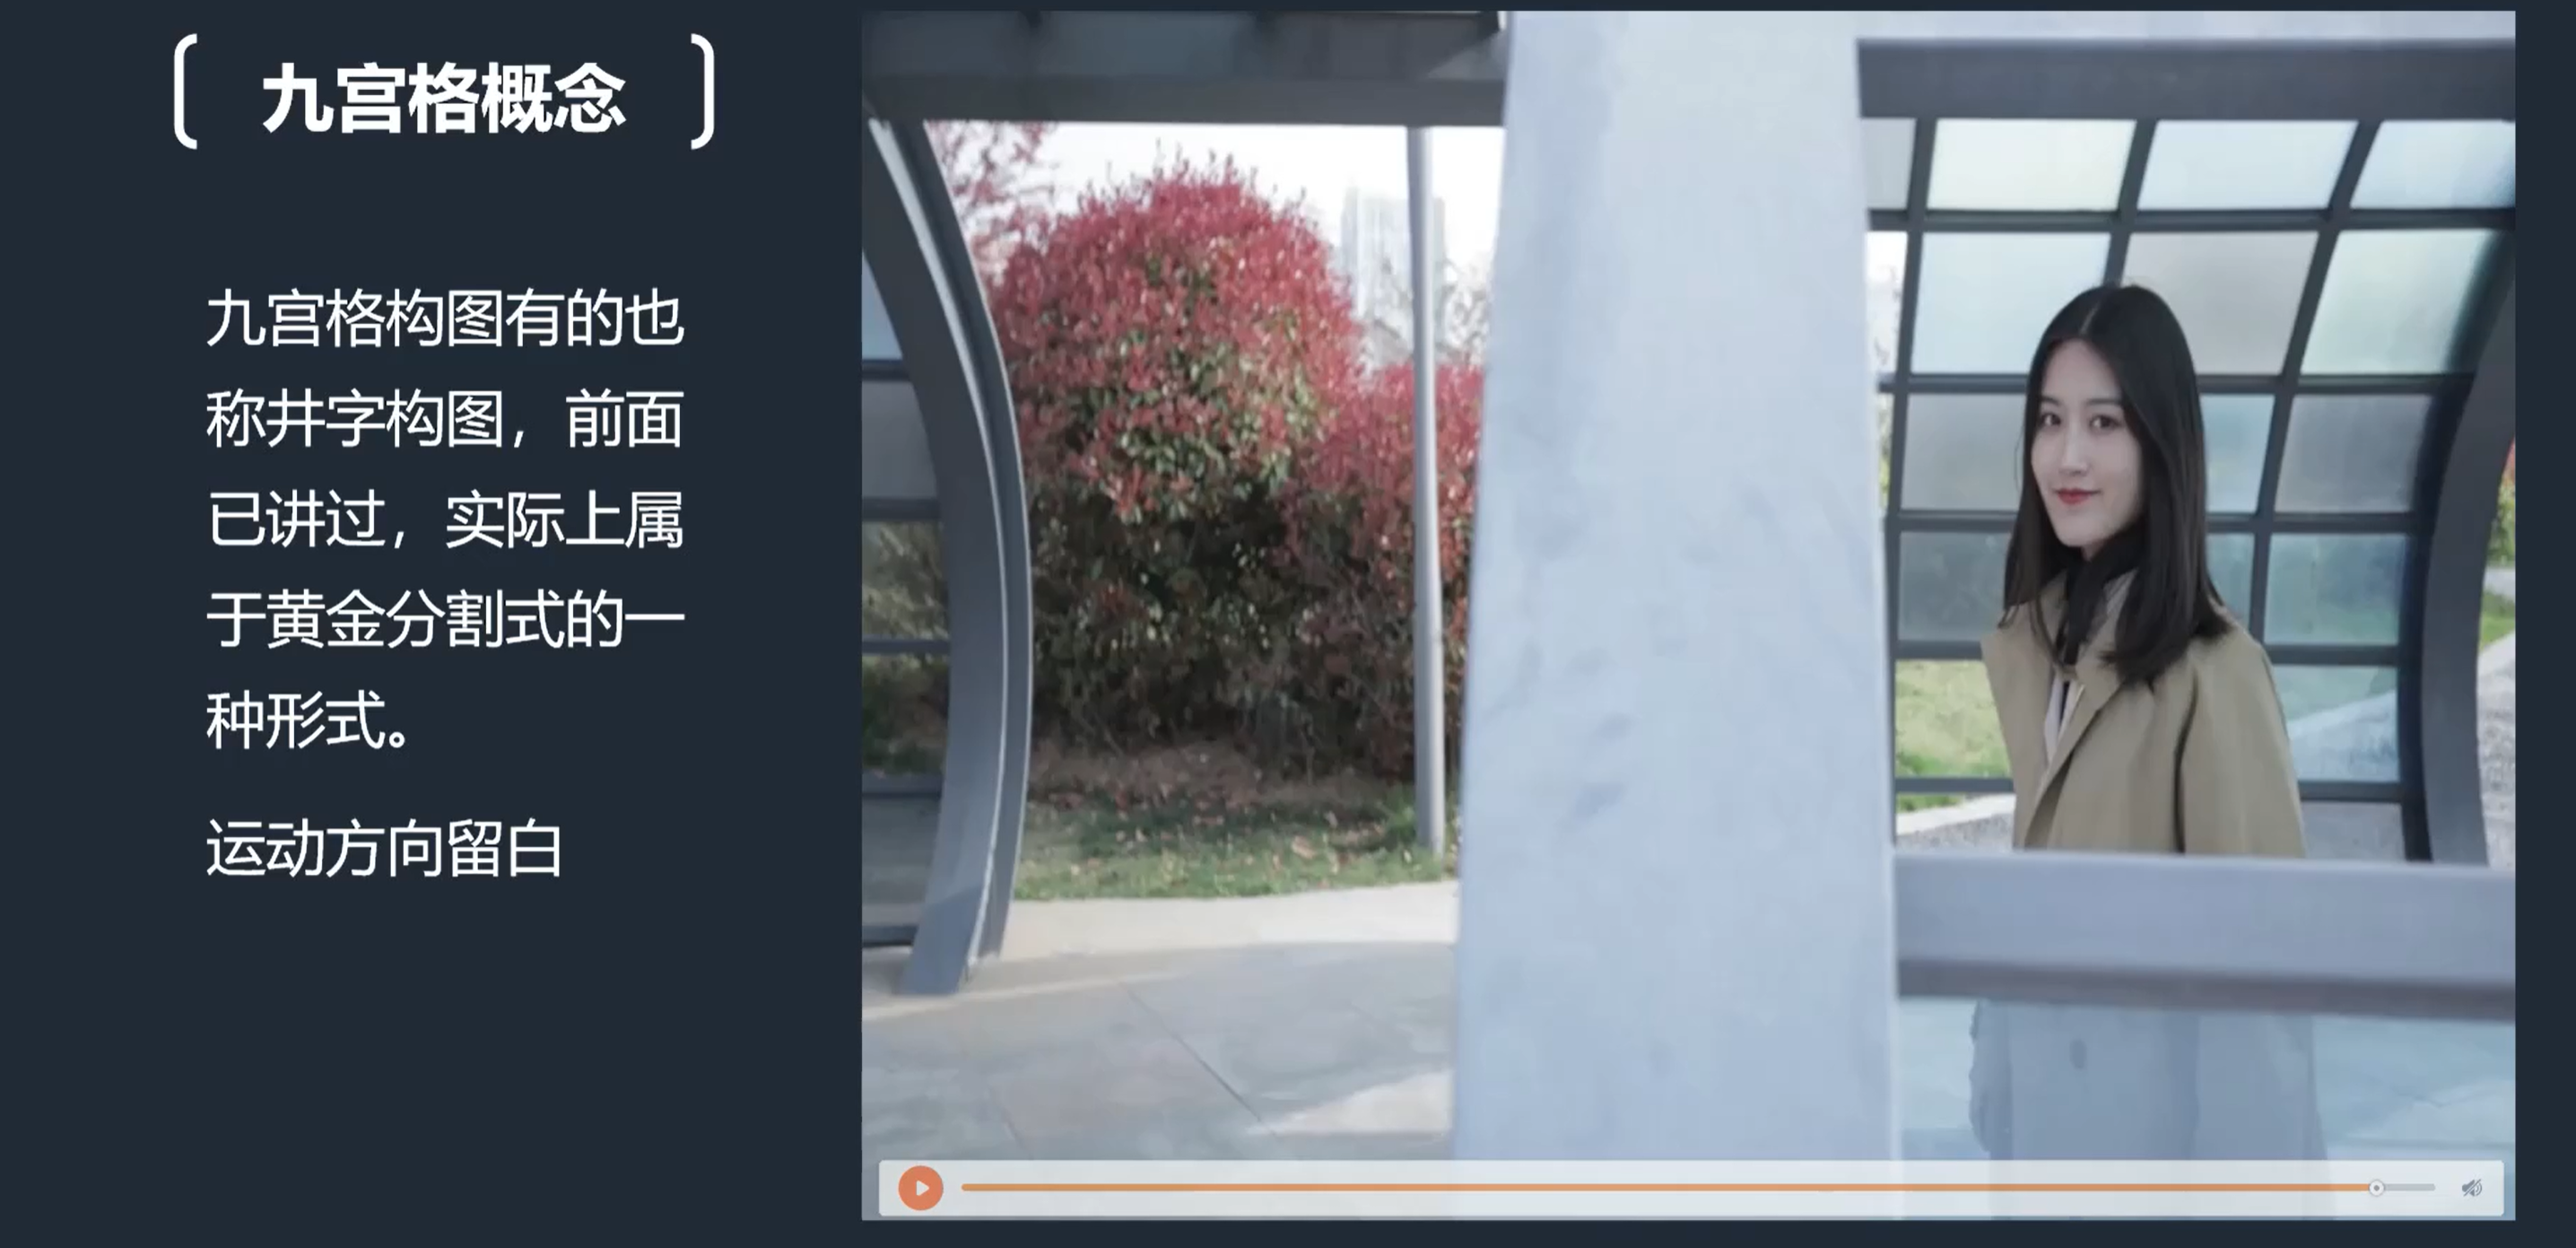 九宫格概念
九宫格构图有的也
称井字构图，前面
已讲过，实际上属
于黄金分割式的一
种形式。
运动方向留白